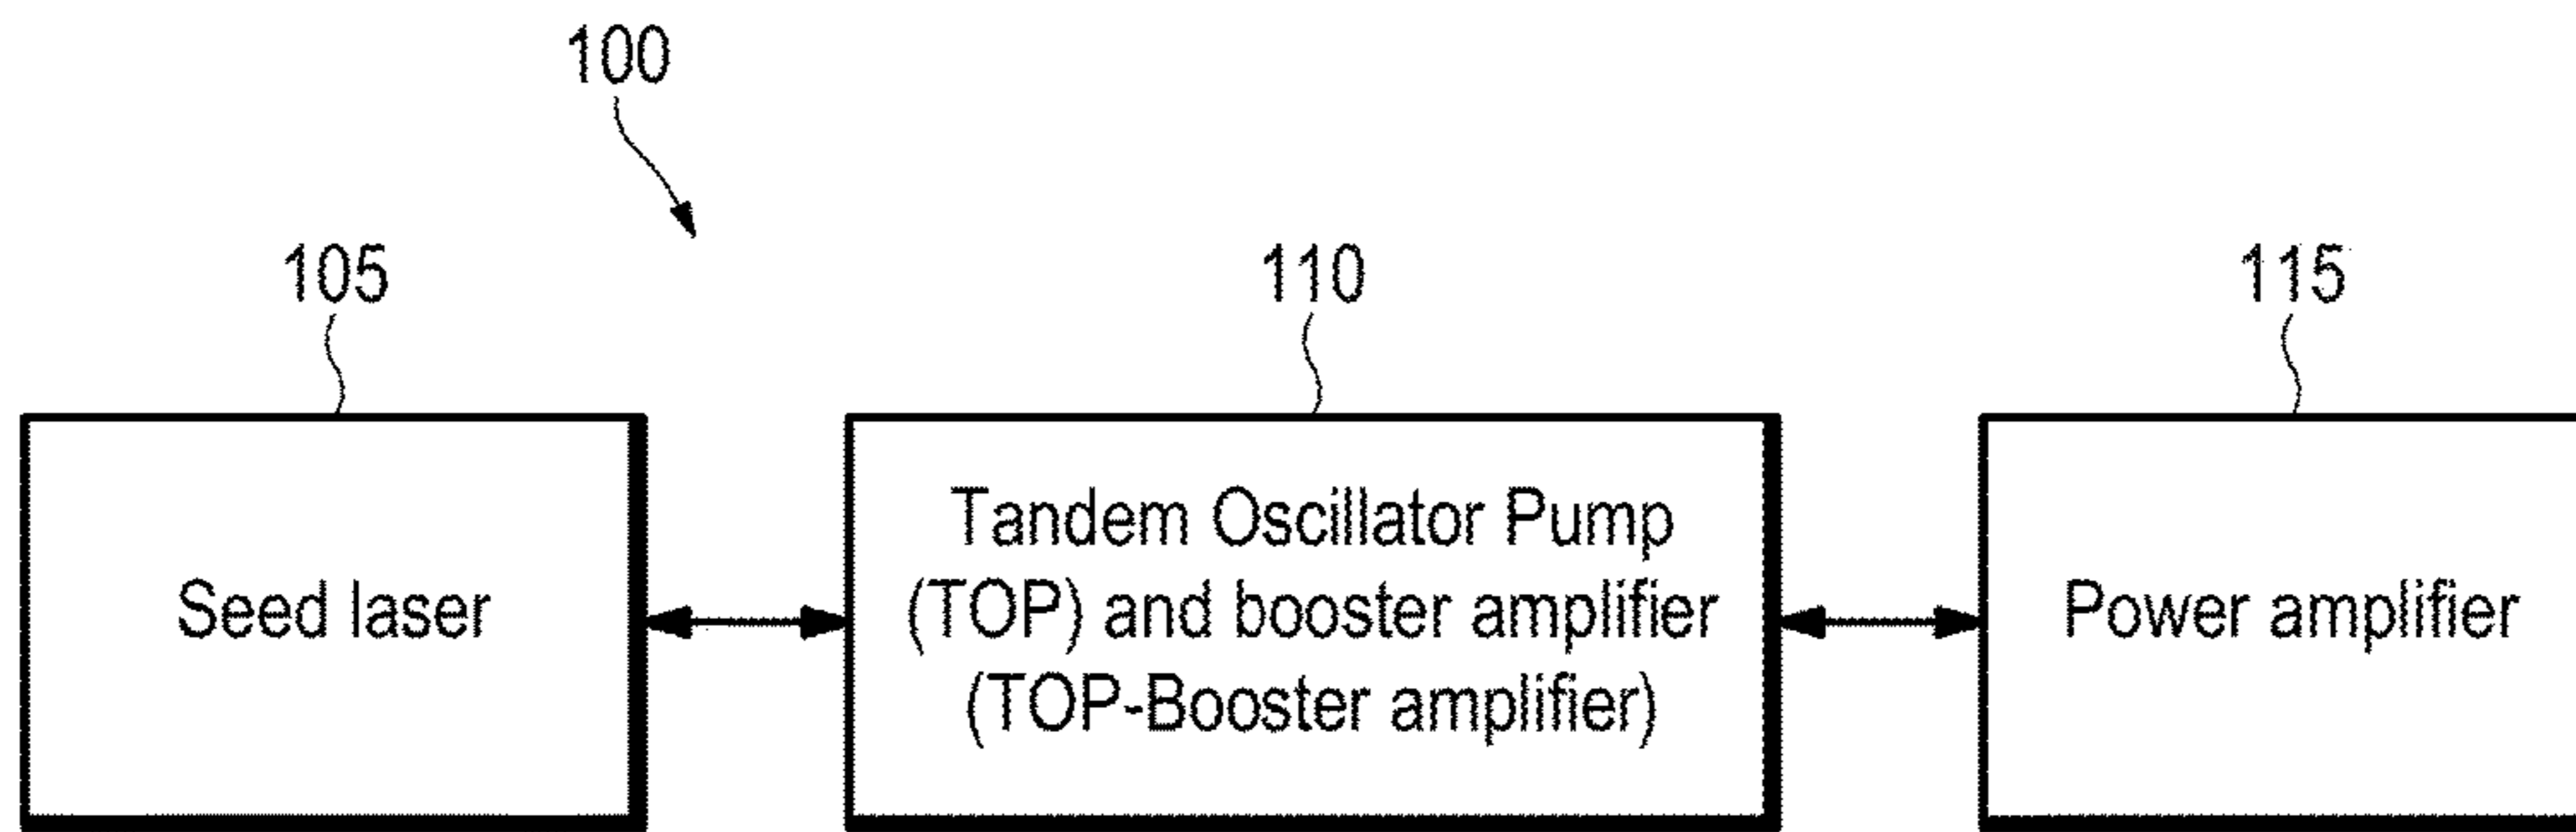 100
105
110
115
Seed laser
Tandem Oscillator Pump
(TOP) and booster amplifier
(TOP-Booster amplifier)
Power amplifier